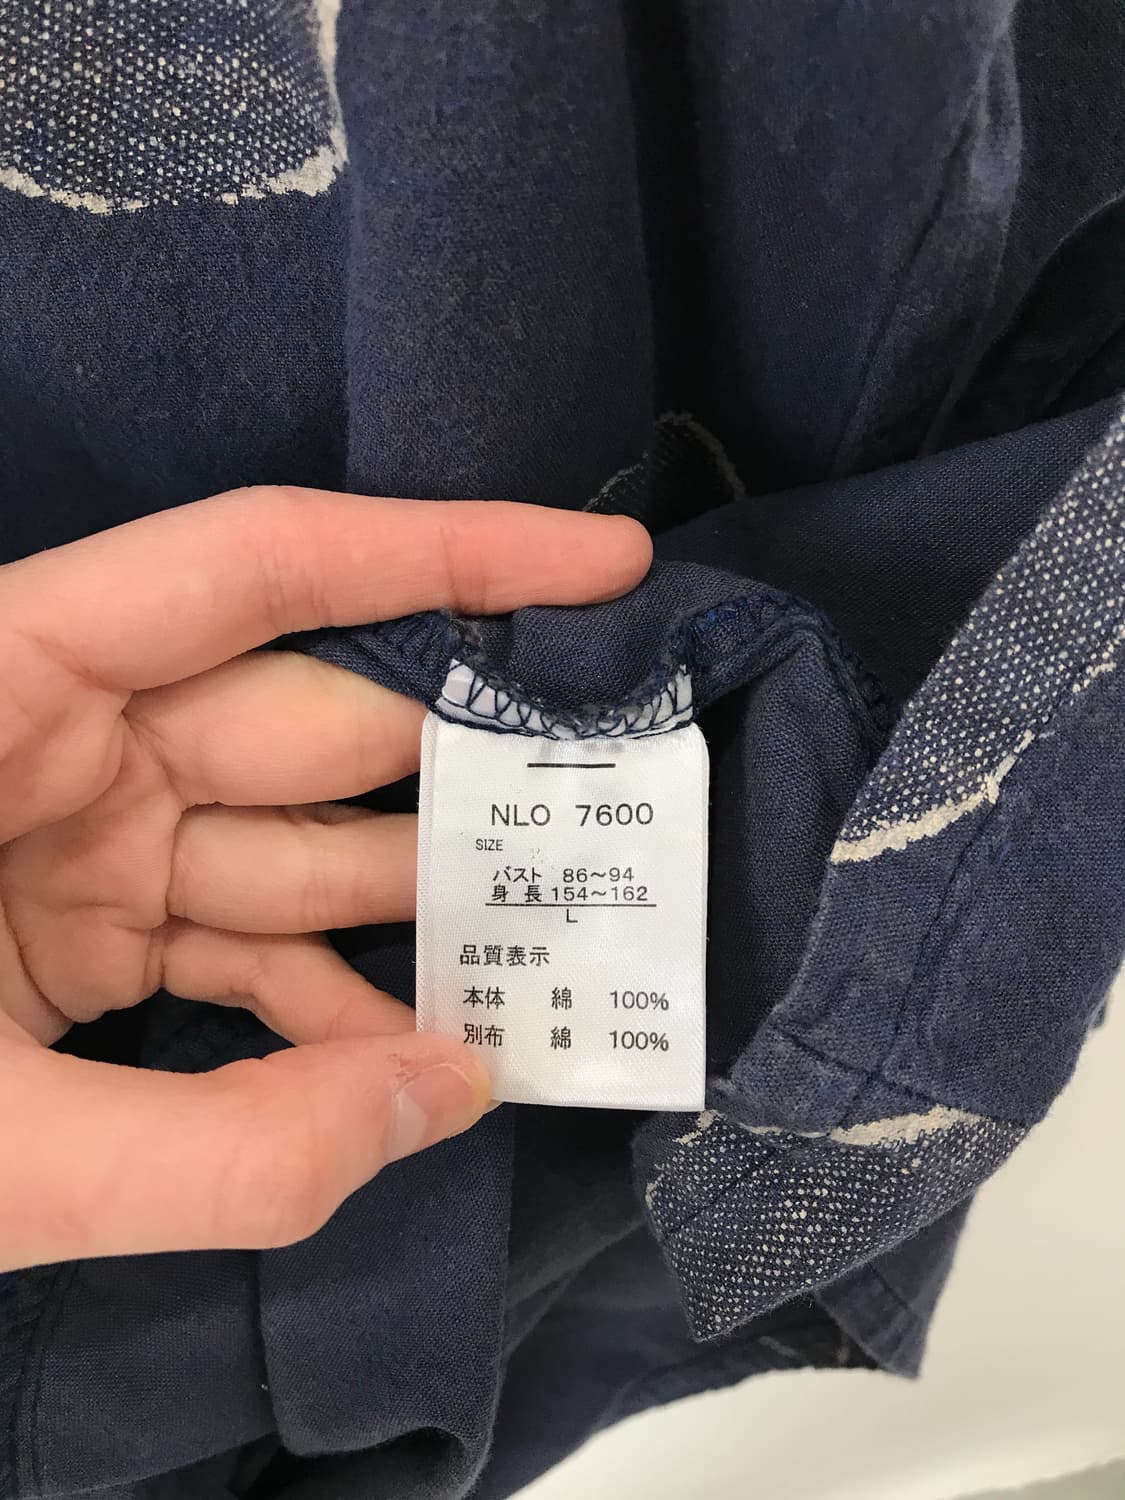 NLO 7600
SIZE
バスト 86～94
身長 154～162
L
品質表示
本体 綿 100%
別布 綿 100%